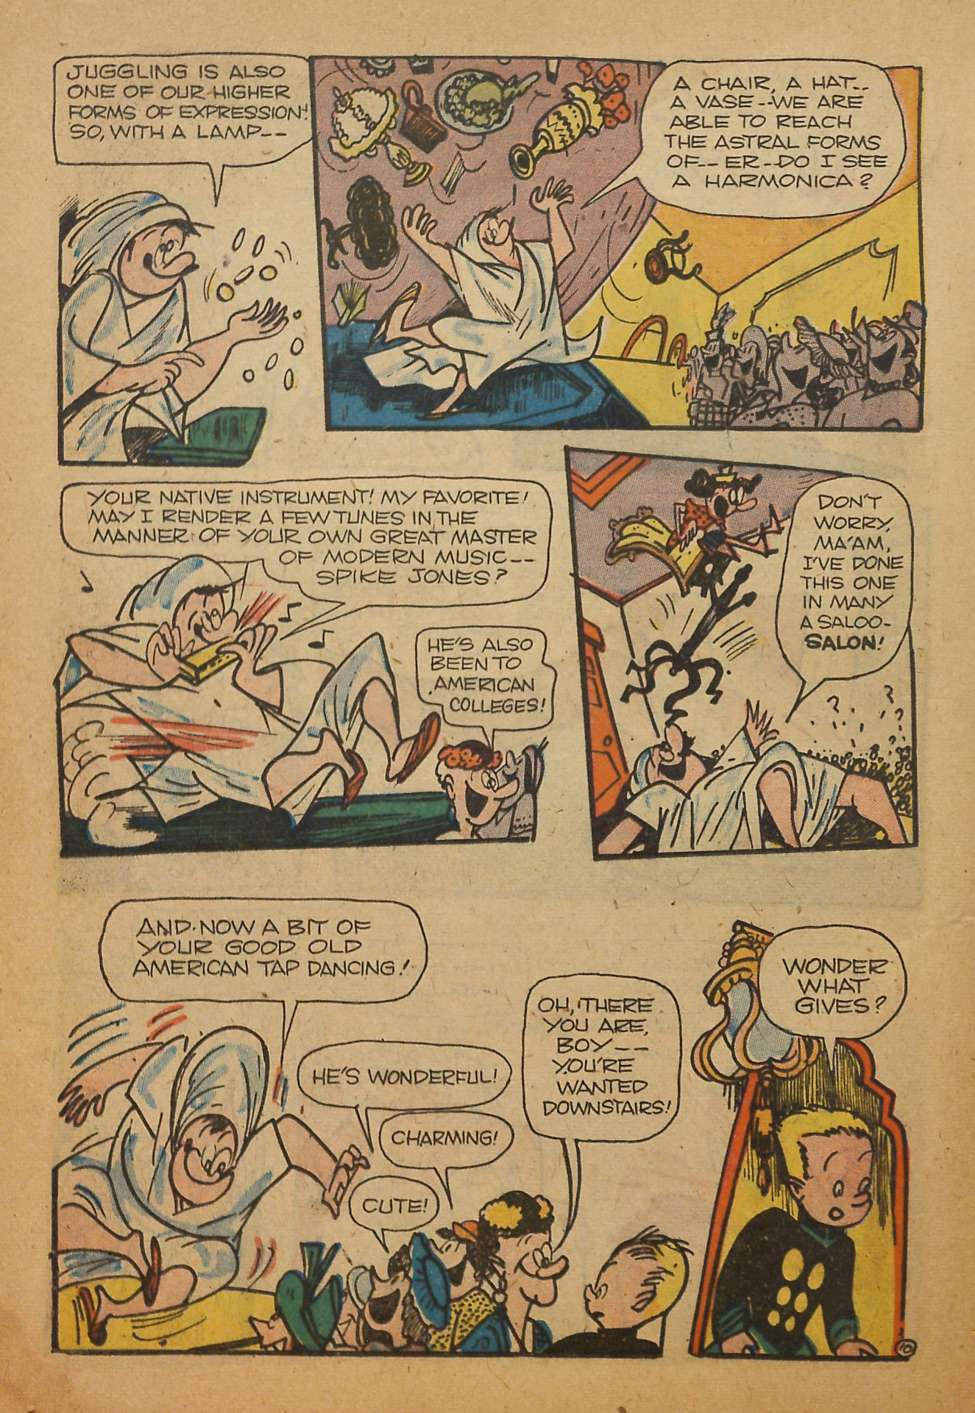 JUGGLING IS ALSO
ONE OF OUR HIGHER
FORMS OF EXPRESSION!
SO, WITH A LAMP--
A CHAIR, A HAT--
A VASE--WE ARE
ABLE TO REACH
THE ASTRAL FORMS
OF-- ER--DO I SEE
A HARMONICA?
YOUR NATIVE INSTRUMENT! MY FAVORITE!
MAY I RENDER A FEW TUNES IN THE
MANNER OF YOUR OWN GREAT MASTER
OF MODERN MUSIC--
SPIKE JONES?
HE'S ALSO
BEEN TO
AMERICAN
COLLEGES!
DON'T
WORRY,
MA'AM,
I'VE DONE
THIS ONE
IN MANY
A SALOO-
SALON!
? ? ? ?
AND NOW A BIT OF
YOUR GOOD OLD
AMERICAN TAP DANCING!
HE'S WONDERFUL!
CHARMING!
CUTE!
OH, THERE
YOU ARE,
BOY--
YOU'RE
WANTED
DOWNSTAIRS!
WONDER
WHAT
GIVES?
10